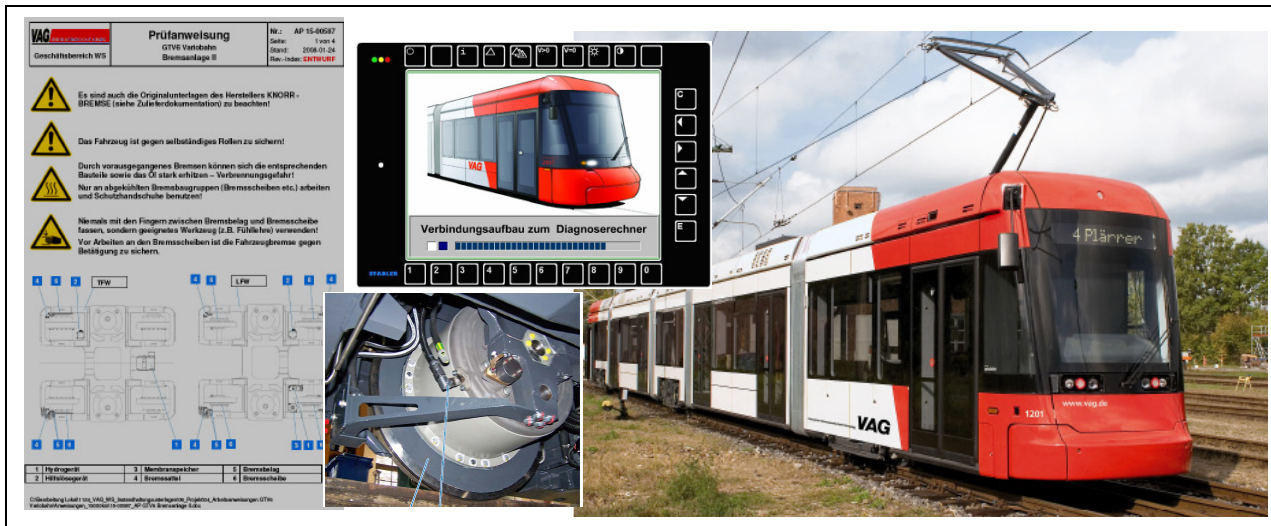 VAG
Geschäftsbereich WS
Prüfanweisung
GTV6 Variobahn
Bremsanlage II
Nr.: AP 15-00587
Seite: 1 von 4
Stand: 2008-01-24
Rev.-Index: ENTWURF
Es sind auch die Originalunterlagen des Herstellers KNORR -
BREMSE (siehe Zulieferdokumentation) zu beachten!
Das Fahrzeug ist gegen selbständiges Rollen zu sichern!
Durch vorausgegangenes Bremsen können sich die entsprechenden
Bauteile sowie das Öl stark erhitzen – Verbrennungsgefahr!
Nur an abgekühlten Bremsbaugruppen (Bremsscheiben etc.) arbeiten
und Schutzhandschuhe benutzen!
Niemals mit den Fingern zwischen Bremsbelag und Bremsscheibe
fassen, sondern geeignetes Werkzeug (z.B. Fühllehre) verwenden!
Vor Arbeiten an den Bremsscheiben ist die Fahrzeugbremse gegen
Betätigung zu sichern.
TFW
LFW
1 Hydrogerät 3 Membranspeicher 5 Bremsbelag
2 Hilfslösegerät 4 Bremssattel 6 Bremsscheibe
i V>0 V=0
C
E
VAG
Verbindungsaufbau zum Diagnoserechner
STADLER
1 2 3 4 5 6 7 8 9 0
4 Plärrer
www.vag.de
1201
VAG